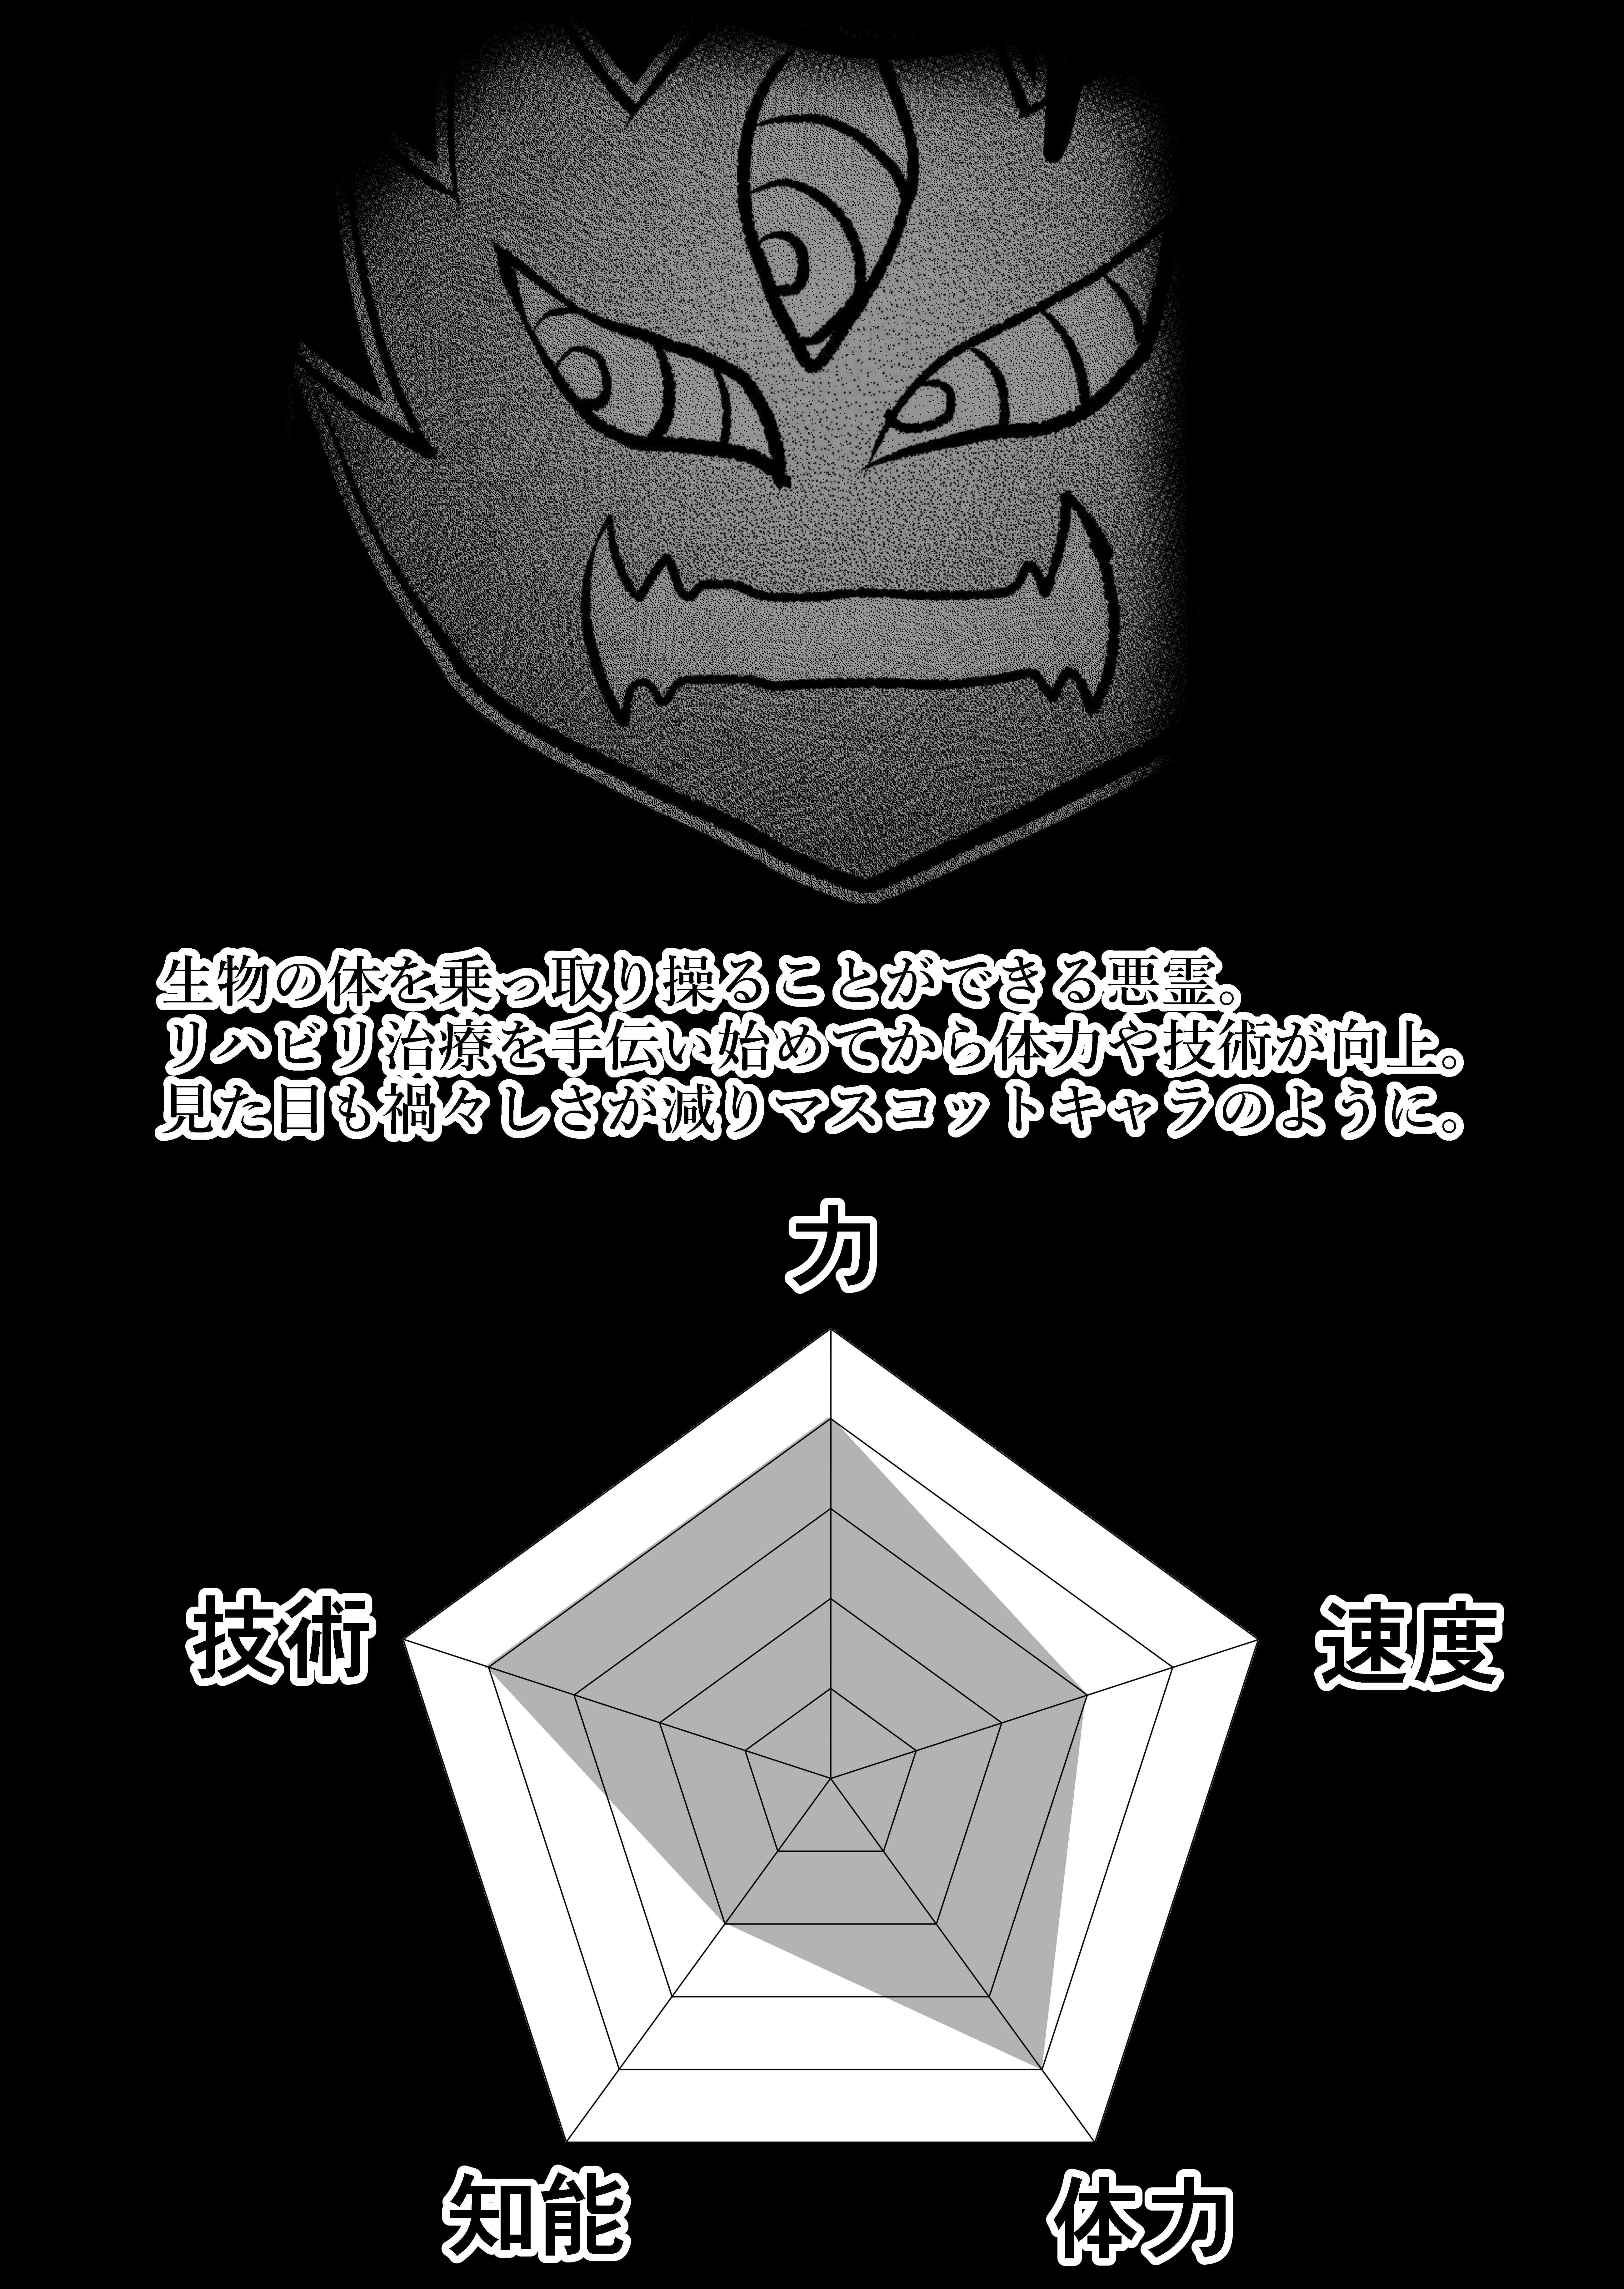 生物の体を乗っ取り操ることができる悪霊。
リハビリ治療を手伝い始めてから体力や技術が向上。
見た目も禍々しさが減りマスコットキャラのように。
力
技術
速度
知能
体力